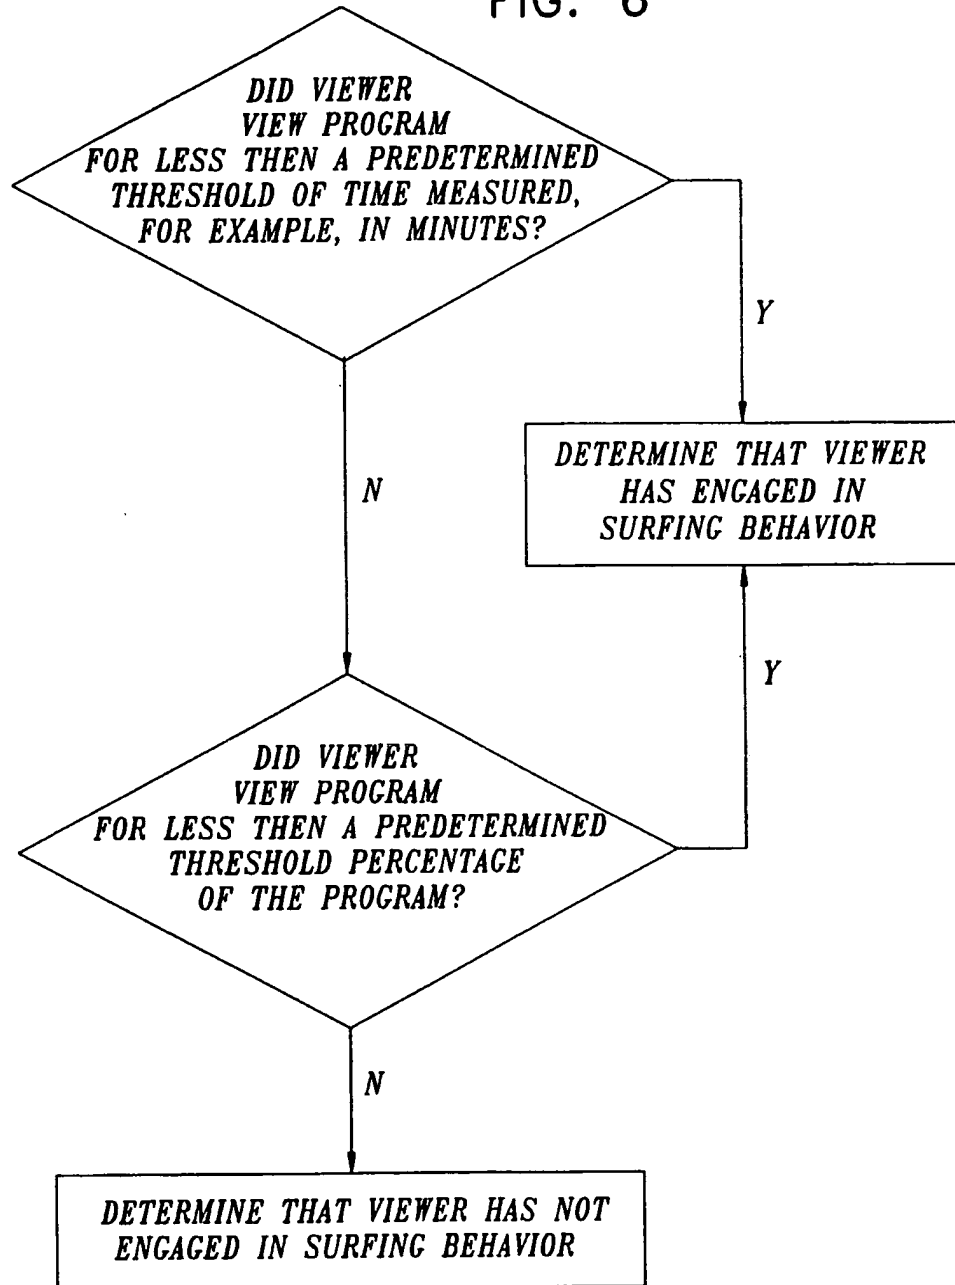 FIG. 6
DID VIEWER
VIEW PROGRAM
FOR LESS THEN A PREDETERMINED
THRESHOLD OF TIME MEASURED,
FOR EXAMPLE, IN MINUTES?
Y
N
DETERMINE THAT VIEWER
HAS ENGAGED IN
SURFING BEHAVIOR
Y
DID VIEWER
VIEW PROGRAM
FOR LESS THEN A PREDETERMINED
THRESHOLD PERCENTAGE
OF THE PROGRAM?
N
DETERMINE THAT VIEWER HAS NOT
ENGAGED IN SURFING BEHAVIOR